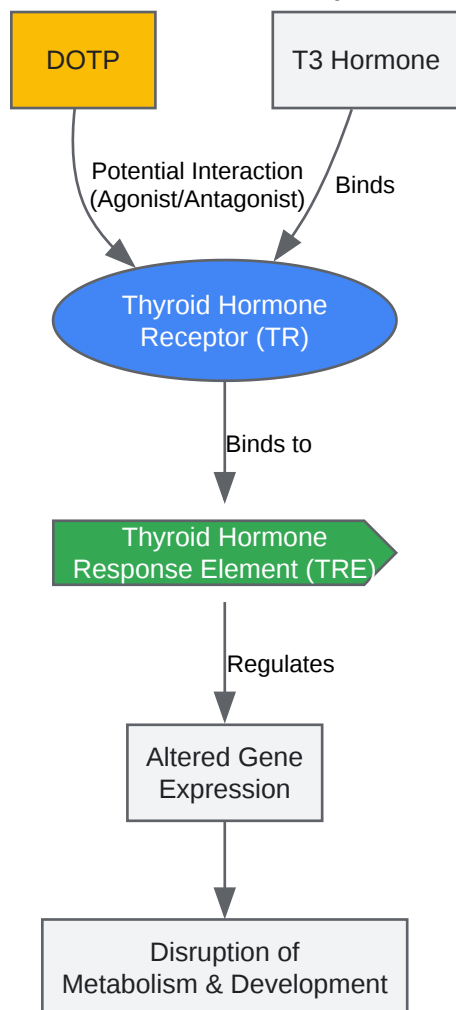 DOTP
T3 Hormone
Potential Interaction
(Agonist/Antagonist)
Binds
Thyroid Hormone
Receptor (TR)
Binds to
Thyroid Hormone
Response Element (TRE)
Regulates
Altered Gene
Expression
Disruption of
Metabolism & Development